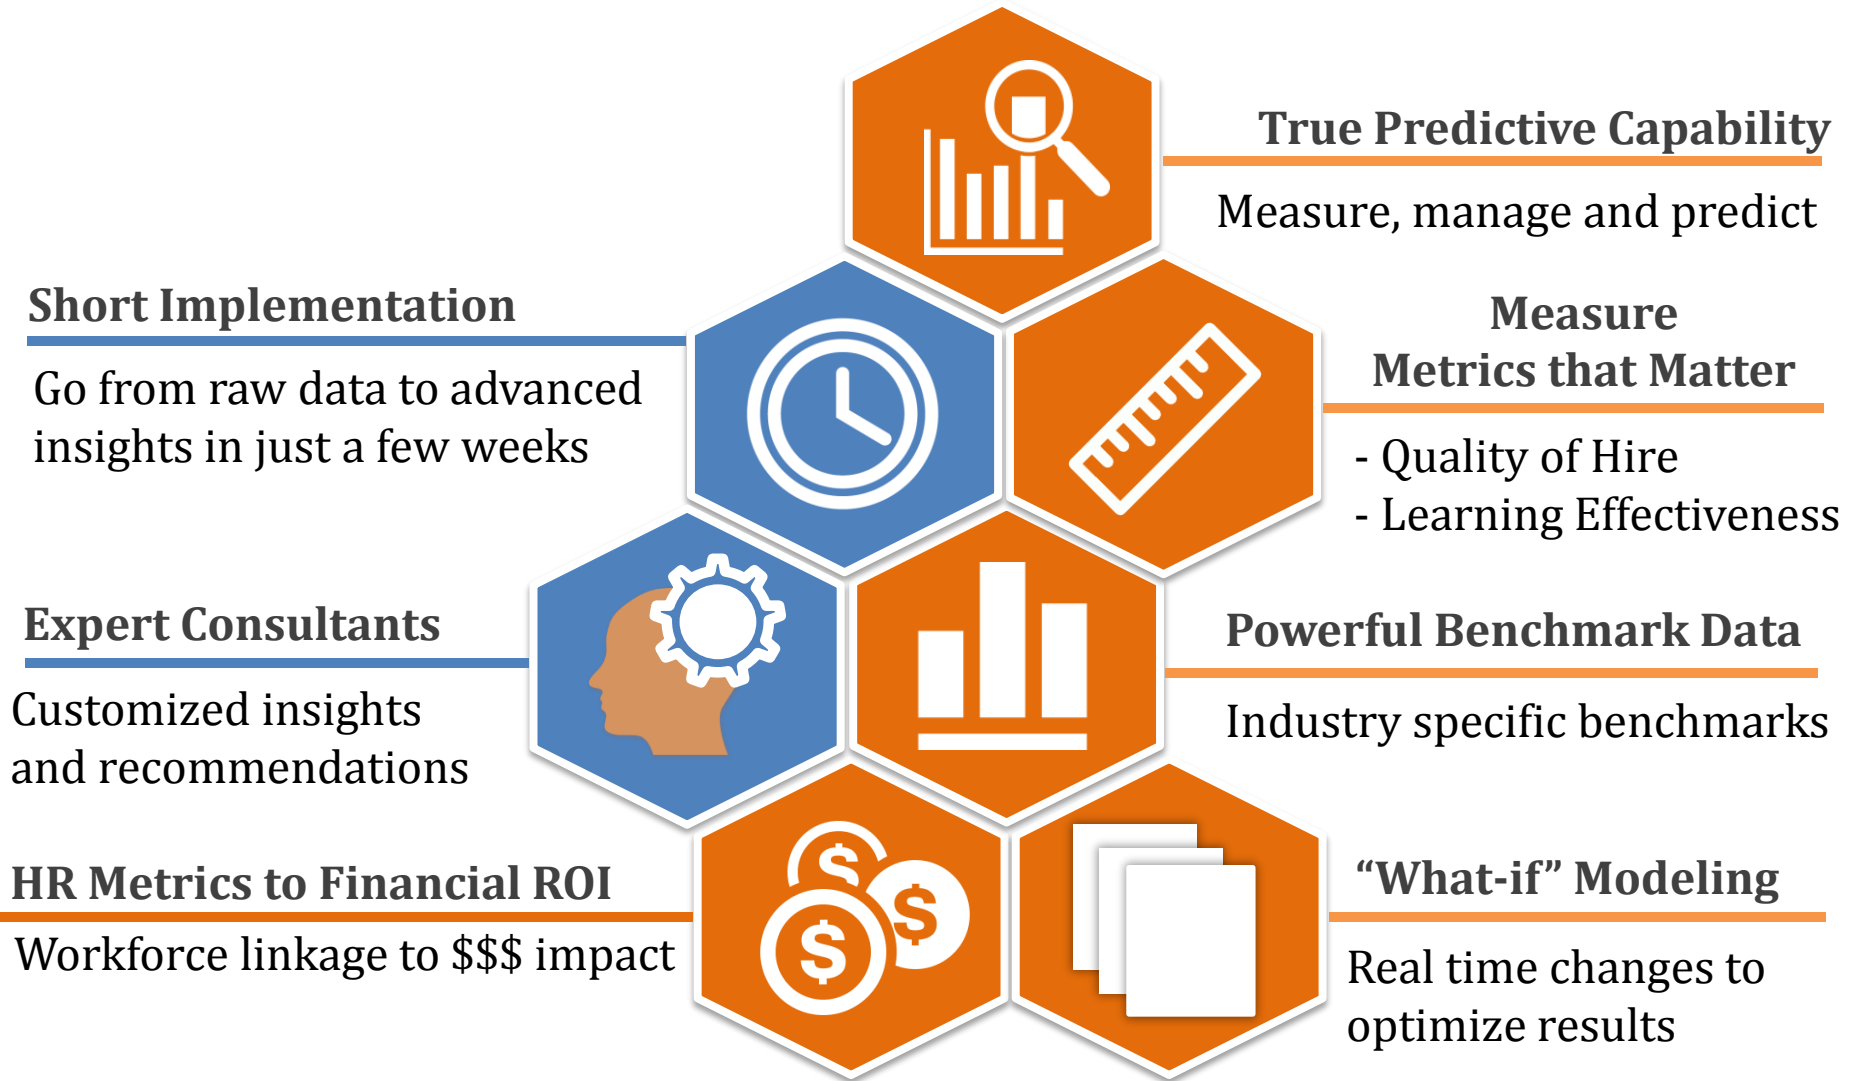 True Predictive Capability
Measure, manage and predict
Short Implementation
Go from raw data to advanced
insights in just a few weeks
Measure
Metrics that Matter
- Quality of Hire
- Learning Effectiveness
Expert Consultants
Customized insights
and recommendations
Powerful Benchmark Data
Industry specific benchmarks
HR Metrics to Financial ROI
Workforce linkage to $$$ impact
$
$
$
“What-if” Modeling
Real time changes to
optimize results